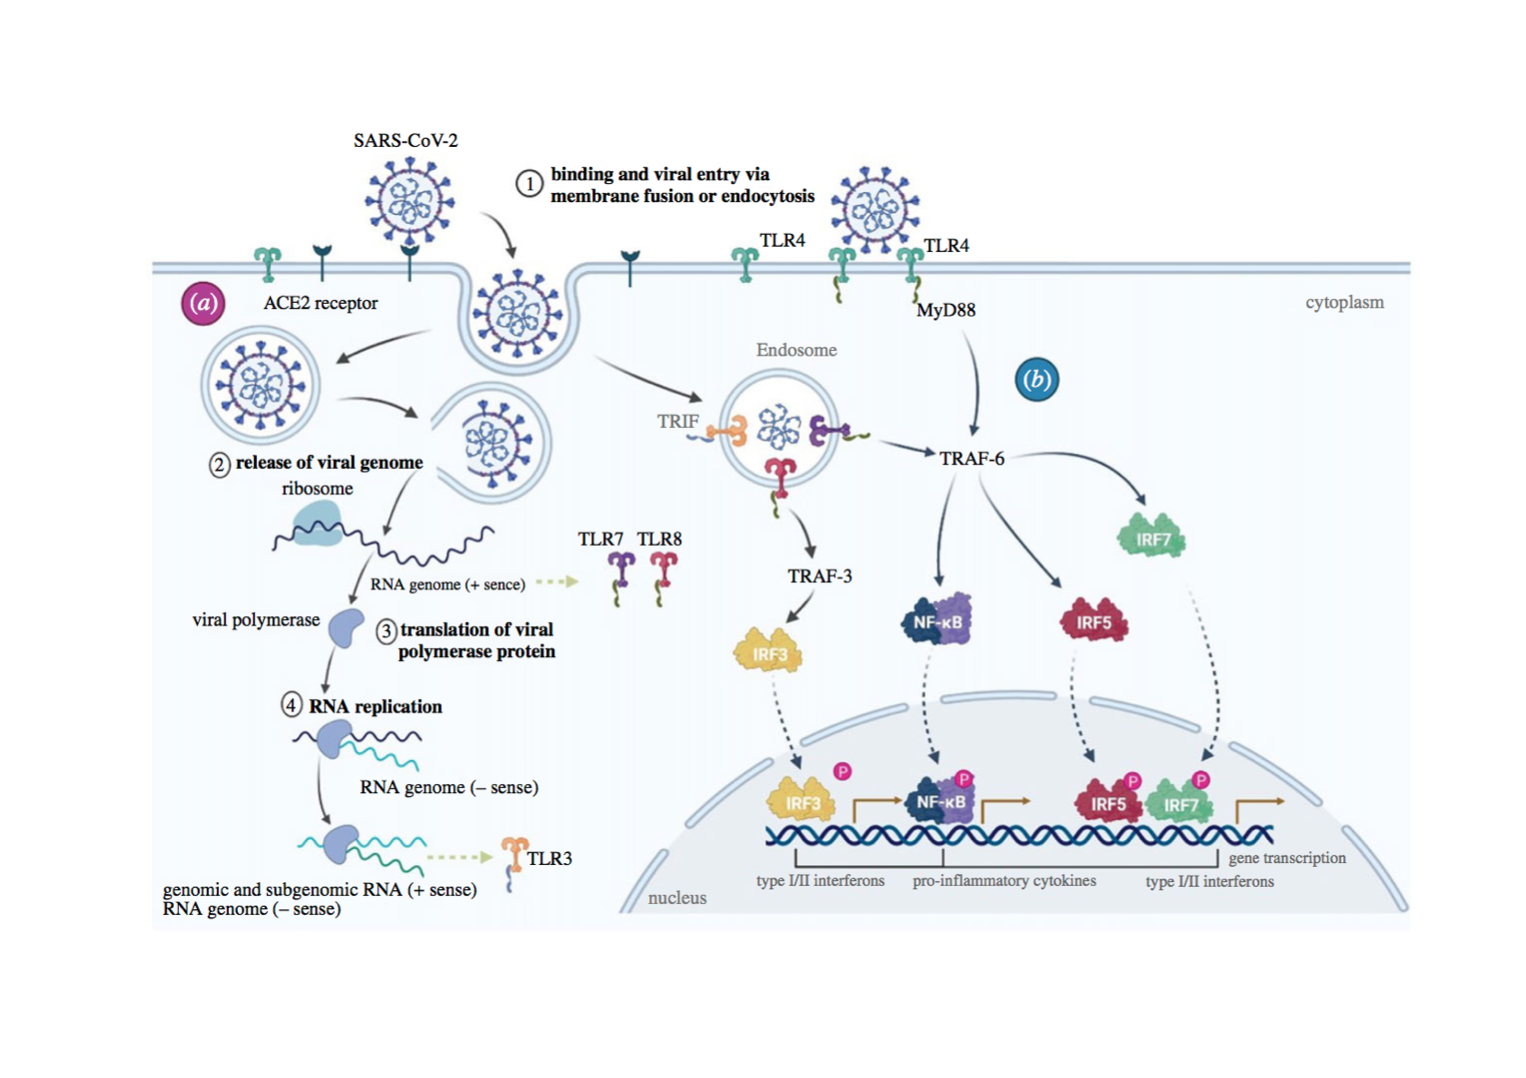 SARS-CoV-2
① binding and viral entry via
membrane fusion or endocytosis
TLR4
TLR4
(a)
ACE2 receptor
MyD88
cytoplasm
Endosome
(b)
TRIF
TRAF-6
② release of viral genome
ribosome
IRF7
TLR7 TLR8
RNA genome (+ sence)
TRAF-3
viral polymerase
③ translation of viral
polymerase protein
IRF3
NF-κB
IRF5
④ RNA replication
RNA genome (– sense)
P
P
P
P
IRF3
NF-κB
IRF5
IRF7
TLR3
gene transcription
type I/II interferons
pro-inflammatory cytokines
type I/II interferons
genomic and subgenomic RNA (+ sense)
RNA genome (– sense)
nucleus